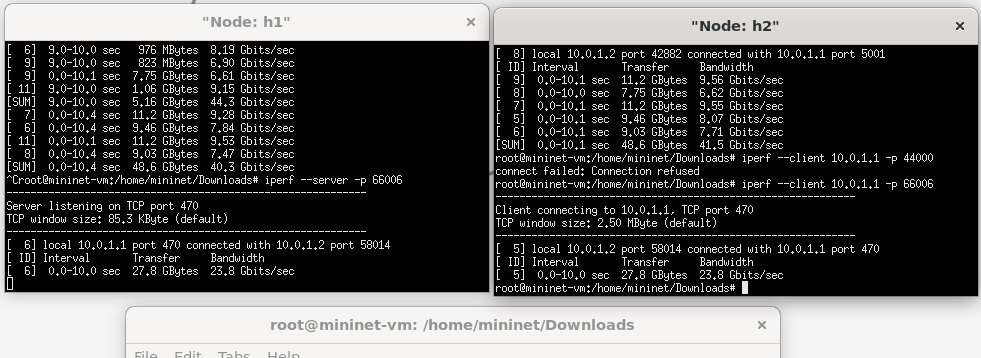 "Node: h1"
[  6]  9.0-10.0 sec   976 MBytes  8.19 Gbits/sec
[  9]  9.0-10.0 sec   823 MBytes  6.90 Gbits/sec
[  9]  0.0-10.1 sec  7.75 GBytes  6.61 Gbits/sec
[ 11]  9.0-10.0 sec  1.06 GBytes  9.15 Gbits/sec
[SUM]  9.0-10.0 sec  5.16 GBytes  44.3 Gbits/sec
[  7]  0.0-10.4 sec  11.2 GBytes  9.28 Gbits/sec
[  6]  0.0-10.4 sec  9.46 GBytes  7.84 Gbits/sec
[ 11]  0.0-10.1 sec  11.2 GBytes  9.53 Gbits/sec
[  8]  0.0-10.4 sec  9.03 GBytes  7.47 Gbits/sec
[SUM]  0.0-10.4 sec  48.6 GBytes  40.3 Gbits/sec
^Croot@mininet-vm:/home/mininet/Downloads# iperf --server -p 66006
------------------------------------------------------------
Server listening on TCP port 470
TCP window size: 85.3 KByte (default)
------------------------------------------------------------
[  6] local 10.0.1.1 port 470 connected with 10.0.1.2 port 58014
[ ID] Interval       Transfer     Bandwidth
[  6]  0.0-10.0 sec  27.8 GBytes  23.8 Gbits/sec
"Node: h2"
[  8] local 10.0.1.2 port 42882 connected with 10.0.1.1 port 5001
[ ID] Interval       Transfer     Bandwidth
[  9]  0.0-10.1 sec  11.2 GBytes  9.56 Gbits/sec
[  8]  0.0-10.0 sec  7.75 GBytes  6.62 Gbits/sec
[  7]  0.0-10.1 sec  11.2 GBytes  9.55 Gbits/sec
[  5]  0.0-10.1 sec  9.46 GBytes  8.07 Gbits/sec
[  6]  0.0-10.1 sec  9.03 GBytes  7.71 Gbits/sec
[SUM]  0.0-10.1 sec  48.6 GBytes  41.5 Gbits/sec
root@mininet-vm:/home/mininet/Downloads# iperf --client 10.0.1.1 -p 44000
connect failed: Connection refused
root@mininet-vm:/home/mininet/Downloads# iperf --client 10.0.1.1 -p 66006
------------------------------------------------------------
Client connecting to 10.0.1.1, TCP port 470
TCP window size: 2.50 MByte (default)
------------------------------------------------------------
[  5] local 10.0.1.2 port 58014 connected with 10.0.1.1 port 470
[ ID] Interval       Transfer     Bandwidth
[  5]  0.0-10.0 sec  27.8 GBytes  23.8 Gbits/sec
root@mininet-vm:/home/mininet/Downloads#
root@mininet-vm: /home/mininet/Downloads
File Edit Tabs Help